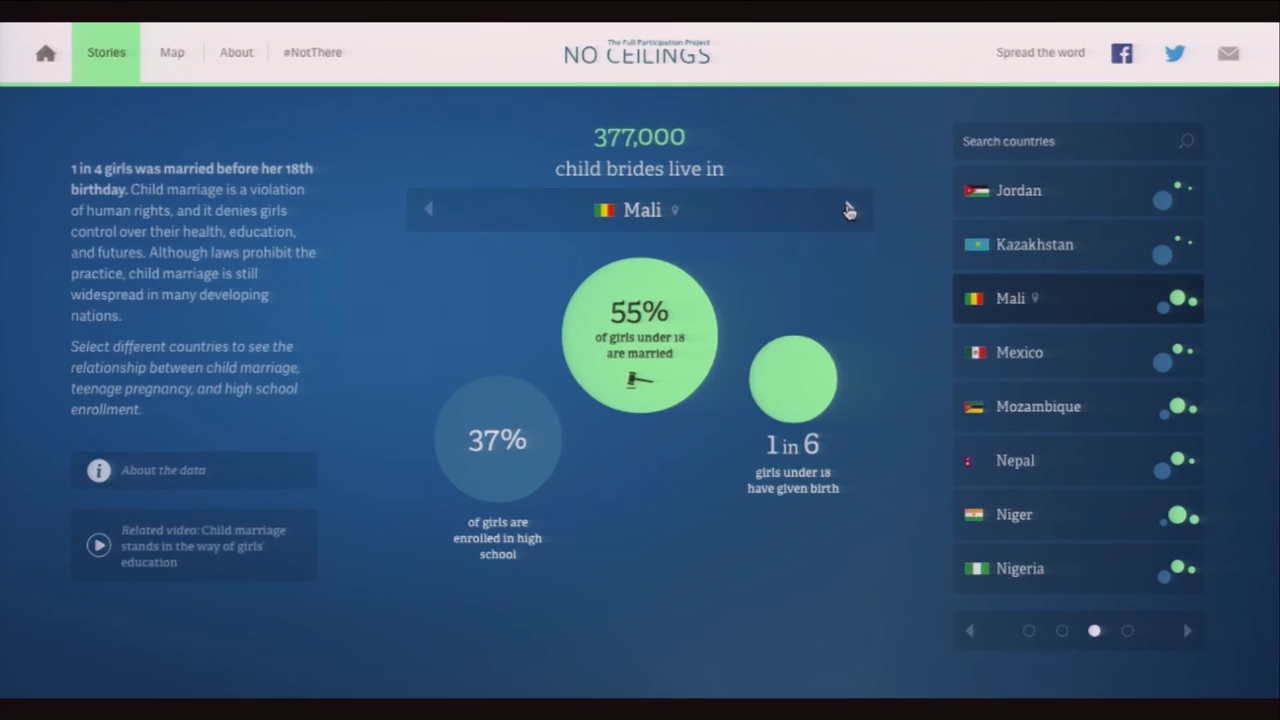 Stories
Map
About
#NotThere
The Full Participation Project
NO CEILINGS
Spread the word
1 in 4 girls was married before her 18th
birthday. Child marriage is a violation
of human rights, and it denies girls
control over their health, education,
and futures. Although laws prohibit the
practice, child marriage is still
widespread in many developing
nations.
Select different countries to see the
relationship between child marriage,
teenage pregnancy, and high school
enrollment.
i
About the data
Related video: Child marriage
stands in the way of girls'
education
377,000
child brides live in
Mali
55%
of girls under 18
are married
37%
of girls are
enrolled in high
school
1 in 6
girls under 18
have given birth
Search countries
Jordan
Kazakhstan
Mali
Mexico
Mozambique
Nepal
Niger
Nigeria